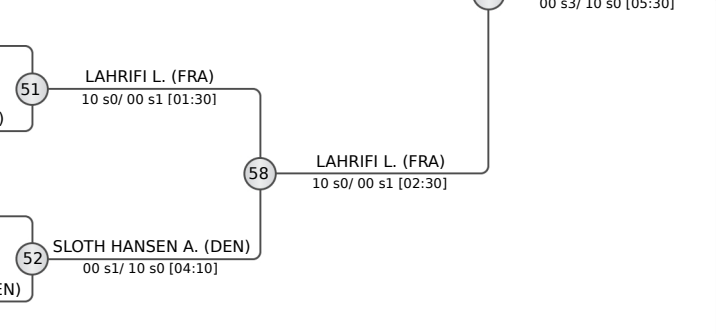 00 s3/ 10 s0 [05:30]
LAHRIFI L. (FRA)
51
10 s0/ 00 s1 [01:30]
)
LAHRIFI L. (FRA)
58
10 s0/ 00 s1 [02:30]
SLOTH HANSEN A. (DEN)
52
00 s1/ 10 s0 [04:10]
EN)